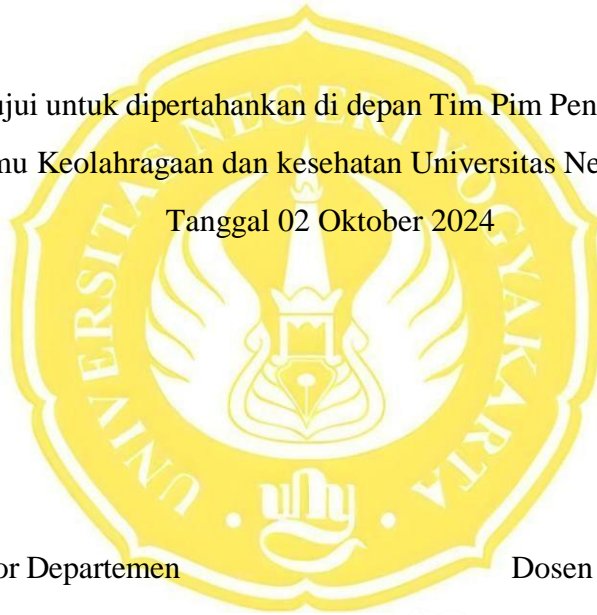 ujui untuk dipertahankan di depan Tim Pim Pen
mu Keolahragaan dan kesehatan Universitas Ne
Tanggal 02 Oktober 2024
UNIVERSITAS NEGERI YOGYAKARTA
uny
or Departemen
Dosen